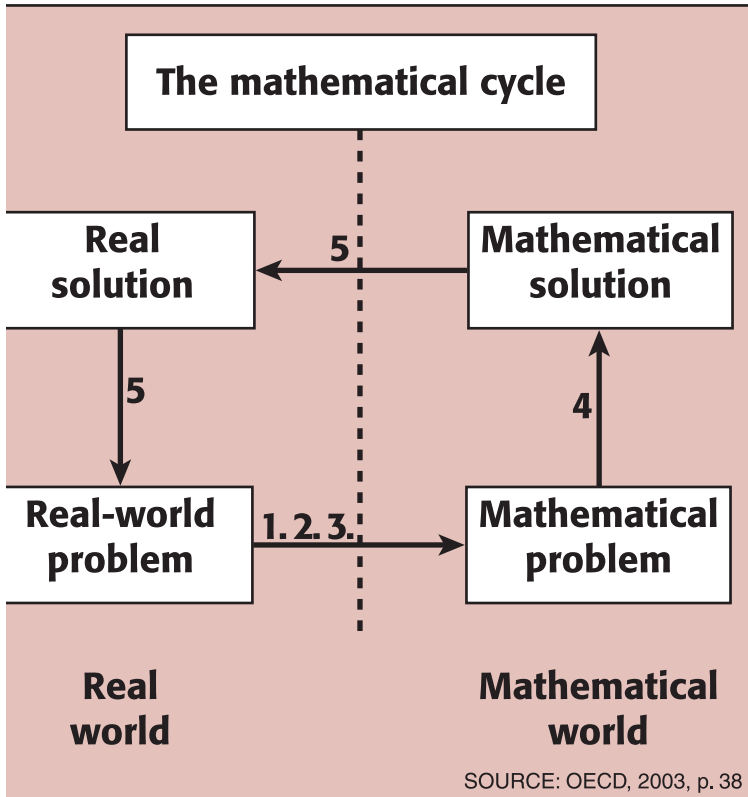 The mathematical cycle
Real
solution
5
Mathematical
solution
5
4
Real-world
problem
1. 2. 3.
Mathematical
problem
Real
world
Mathematical
world
SOURCE: OECD, 2003, p. 38